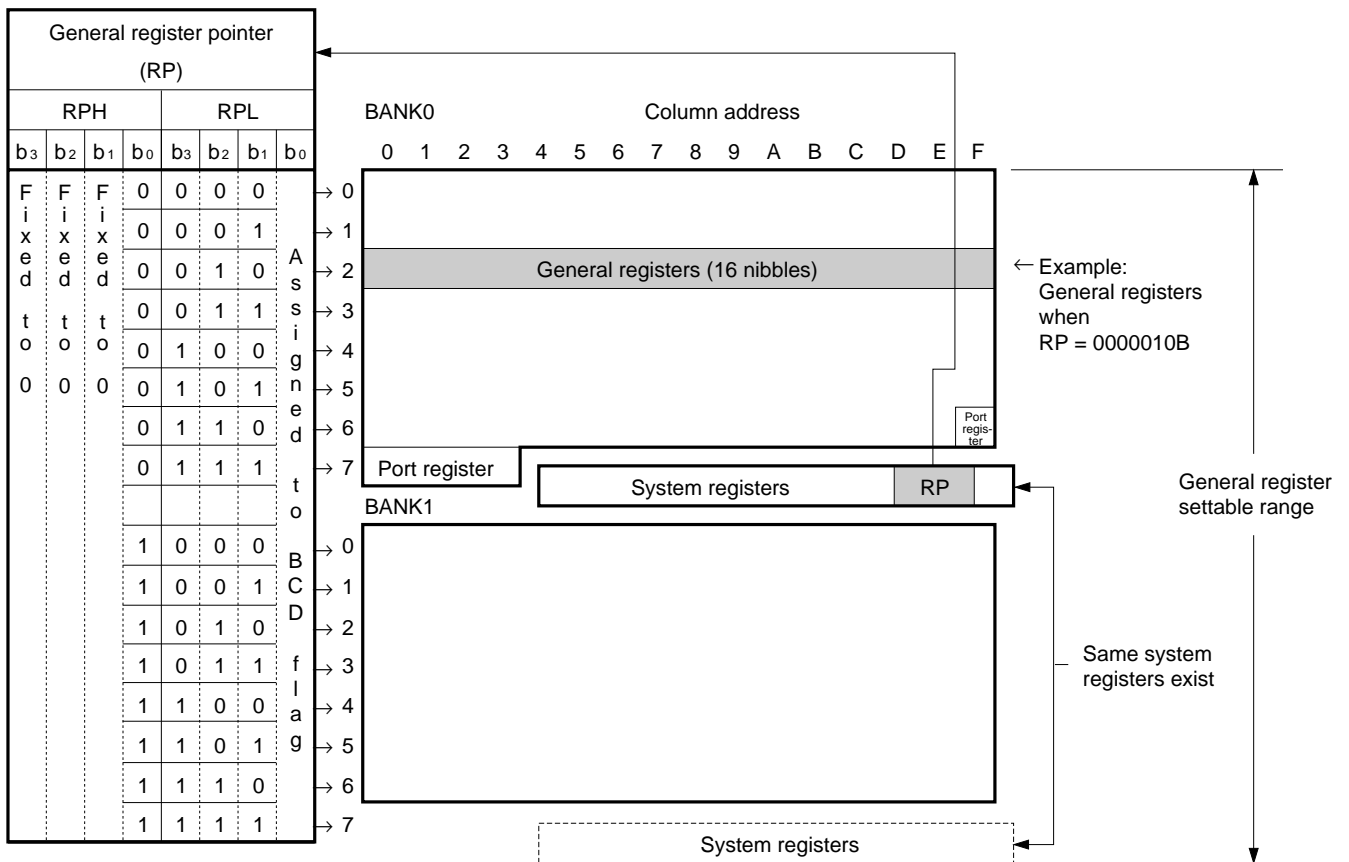 General register pointer
(RP)
RPH RPL
b3 b2 b1 b0 b3 b2 b1 b0
Fixed to 0
Fixed to 0
Fixed to 0
Assigned to BCD flag
BANK0 Column address
0 1 2 3 4 5 6 7 8 9 A B C D E F
0 0 0 0 → 0
0 0 0 1 → 1
0 0 1 0 → 2 General registers (16 nibbles)
0 0 1 1 → 3
0 1 0 0 → 4
0 1 0 1 → 5
0 1 1 0 → 6
0 1 1 1 → 7
Port
regis-
ter
Port register
System registers RP
← Example:
General registers
when
RP = 0000010B
BANK1
1 0 0 0 → 0
1 0 0 1 → 1
1 0 1 0 → 2
1 0 1 1 → 3
1 1 0 0 → 4
1 1 0 1 → 5
1 1 1 0 → 6
1 1 1 1 → 7
System registers
Same system
registers exist
General register
settable range